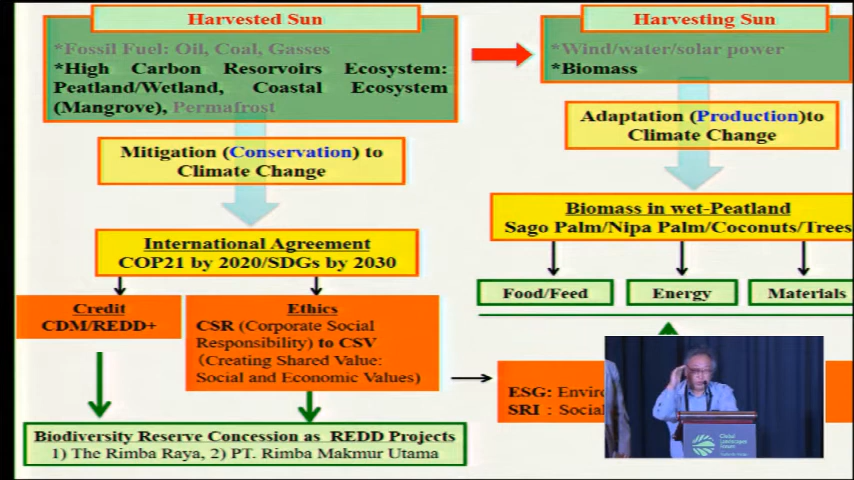 Harvested Sun
*Fossil Fuel: Oil, Coal, Gasses
*High Carbon Resorvoirs Ecosystem:
Peatland/Wetland, Coastal Ecosystem
(Mangrove), Permafrost
Mitigation (Conservation) to
Climate Change
International Agreement
COP21 by 2020/SDGs by 2030
Credit
CDM/REDD+
Ethics
CSR (Corporate Social
Responsibility) to CSV
(Creating Shared Value:
Social and Economic Values)
Biodiversity Reserve Concession as REDD Projects
1) The Rimba Raya, 2) PT. Rimba Makmur Utama
Harvesting Sun
*Wind/water/solar power
*Biomass
Adaptation (Production)to
Climate Change
Biomass in wet-Peatland
Sago Palm/Nipa Palm/Coconuts/Trees
Food/Feed
Energy
Materials
ESG: Enviro
SRI : Social
Global
Landscapes
Forum